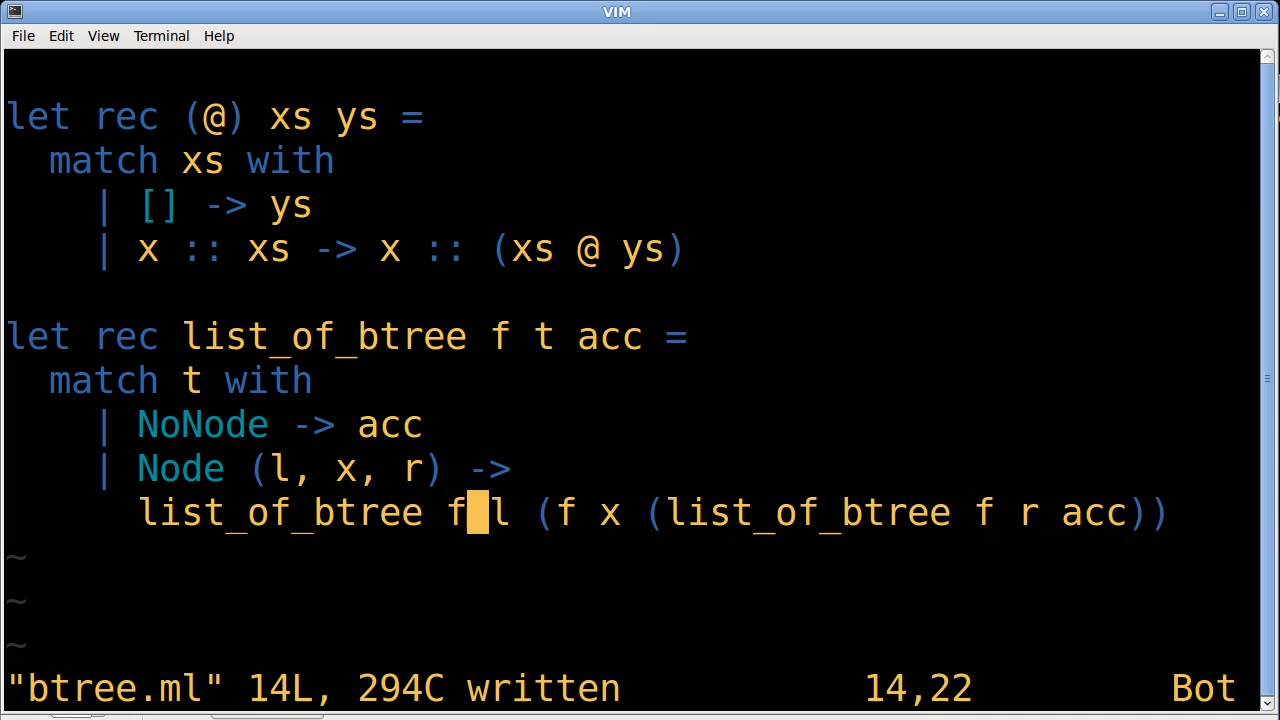 VIM
File Edit View Terminal Help
let rec (@) xs ys =
match xs with
| [] -> ys
| x :: xs -> x :: (xs @ ys)
let rec list_of_btree f t acc =
match t with
| NoNode -> acc
| Node (l, x, r) ->
list_of_btree f l (f x (list_of_btree f r acc))
~
~
~
"btree.ml" 14L, 294C written 14,22 Bot